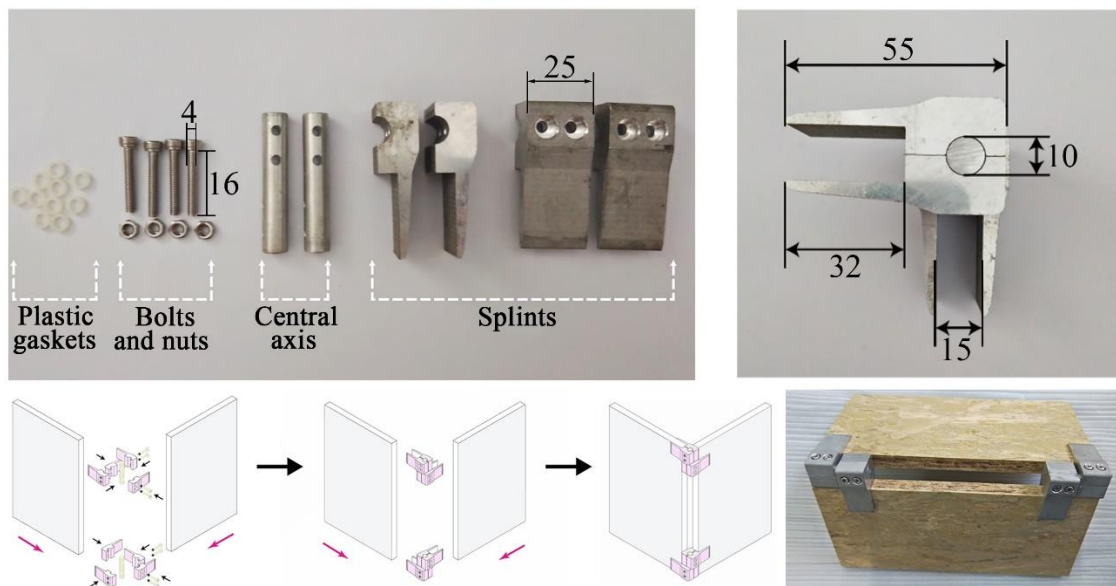 4
16
25
Plastic
gaskets
Bolts
and nuts
Central
axis
Splints
55
10
32
15